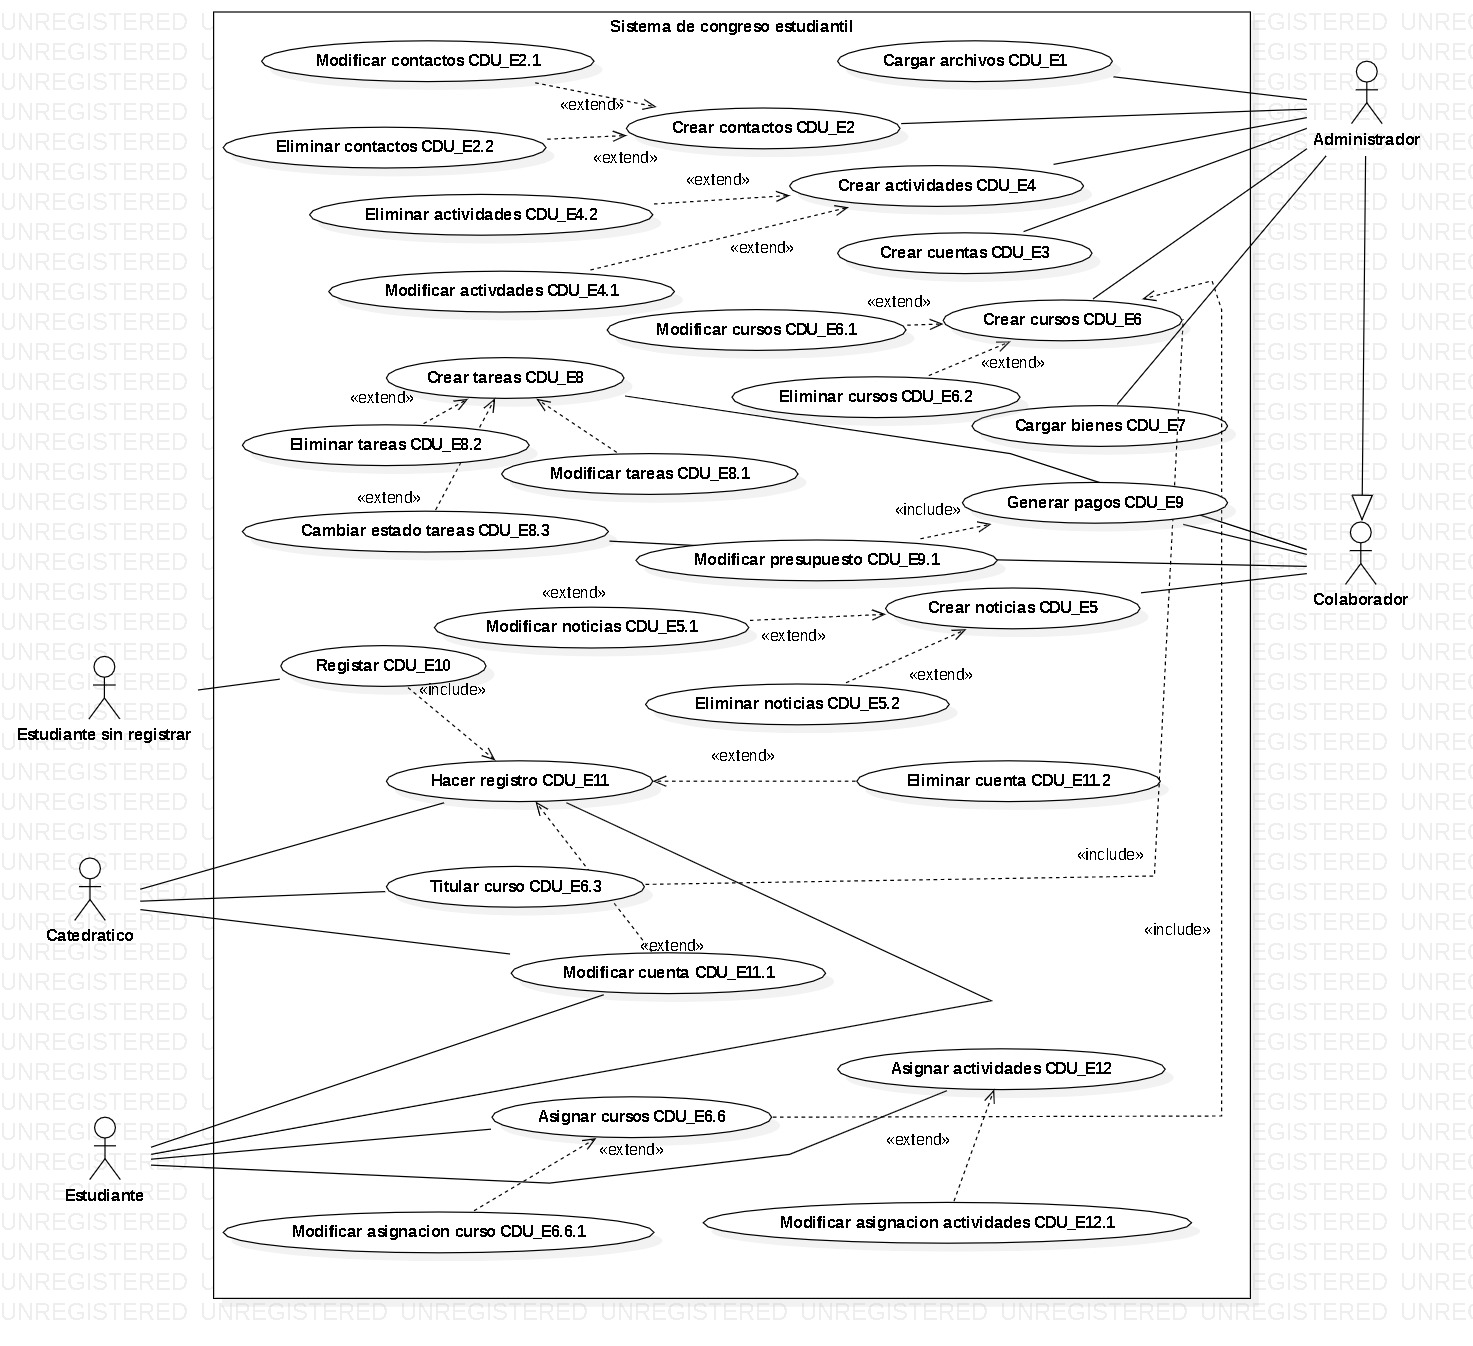 Sistema de congreso estudiantil
Modificar contactos CDU_E2.1
Cargar archivos CDU_E1
«extend»
Crear contactos CDU_E2
Administrador
Eliminar contactos CDU_E2.2
«extend»
«extend»
Crear actividades CDU_E4
Eliminar actividades CDU_E4.2
«extend»
Crear cuentas CDU_E3
Modificar activdades CDU_E4.1
«extend»
Crear cursos CDU_E6
Modificar cursos CDU_E6.1
«extend»
Crear tareas CDU_E8
«extend»
Eliminar cursos CDU_E6.2
Cargar bienes CDU_E7
Eliminar tareas CDU_E8.2
Modificar tareas CDU_E8.1
«extend»
Generar pagos CDU_E9
«include»
Cambiar estado tareas CDU_E8.3
Modificar presupuesto CDU_E9.1
«extend»
Colaborador
Crear noticias CDU_E5
Modificar noticias CDU_E5.1
«extend»
Registar CDU_E10
«extend»
«include»
Eliminar noticias CDU_E5.2
Estudiante sin registrar
«extend»
Hacer registro CDU_E11
Eliminar cuenta CDU_E11.2
«include»
Titular curso CDU_E6.3
«include»
Catedratico
«extend»
Modificar cuenta CDU_E11.1
Asignar actividades CDU_E12
Asignar cursos CDU_E6.6
«extend»
«extend»
Estudiante
Modificar asignacion actividades CDU_E12.1
Modificar asignacion curso CDU_E6.6.1
UNREGISTERED UNREGISTERED UNREGISTERED UNREGISTERED UNREGISTERED UNREGISTERED UNREGISTERED